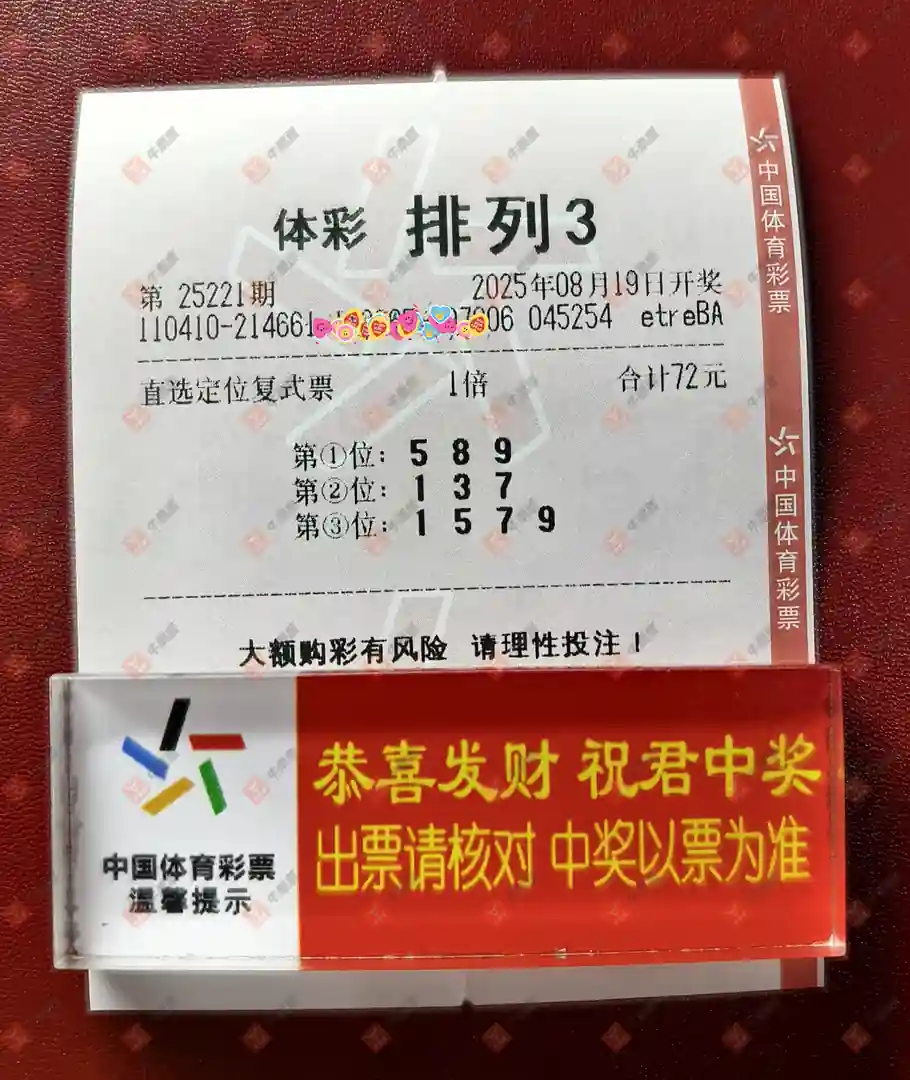 体彩 排列3
第 25221期 2025年08月19日开奖
110410-214661 06 045254 etreBA
直选定位复式票 1倍 合计72元
第①位: 5 8 9
第②位: 1 3 7
第③位: 1 5 7 9
大额购彩有风险 请理性投注!
中国体育彩票
中国体育彩票
恭喜发财 祝君中奖
出票请核对 中奖以票为准
中国体育彩票
温馨提示